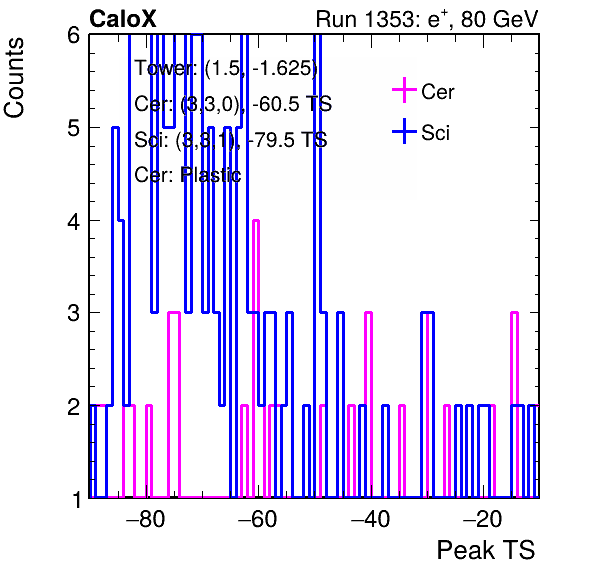 CaloX Run 1353: e⁺, 80 GeV
Counts
6
Tower: (1.5, -1.625)
Cer: (3,3,0), -60.5 TS
Cer
5
Sci: (3,3,1), -79.5 TS
Sci
Cer: Plastic
4
3
2
1
−80 −60 −40 −20
Peak TS